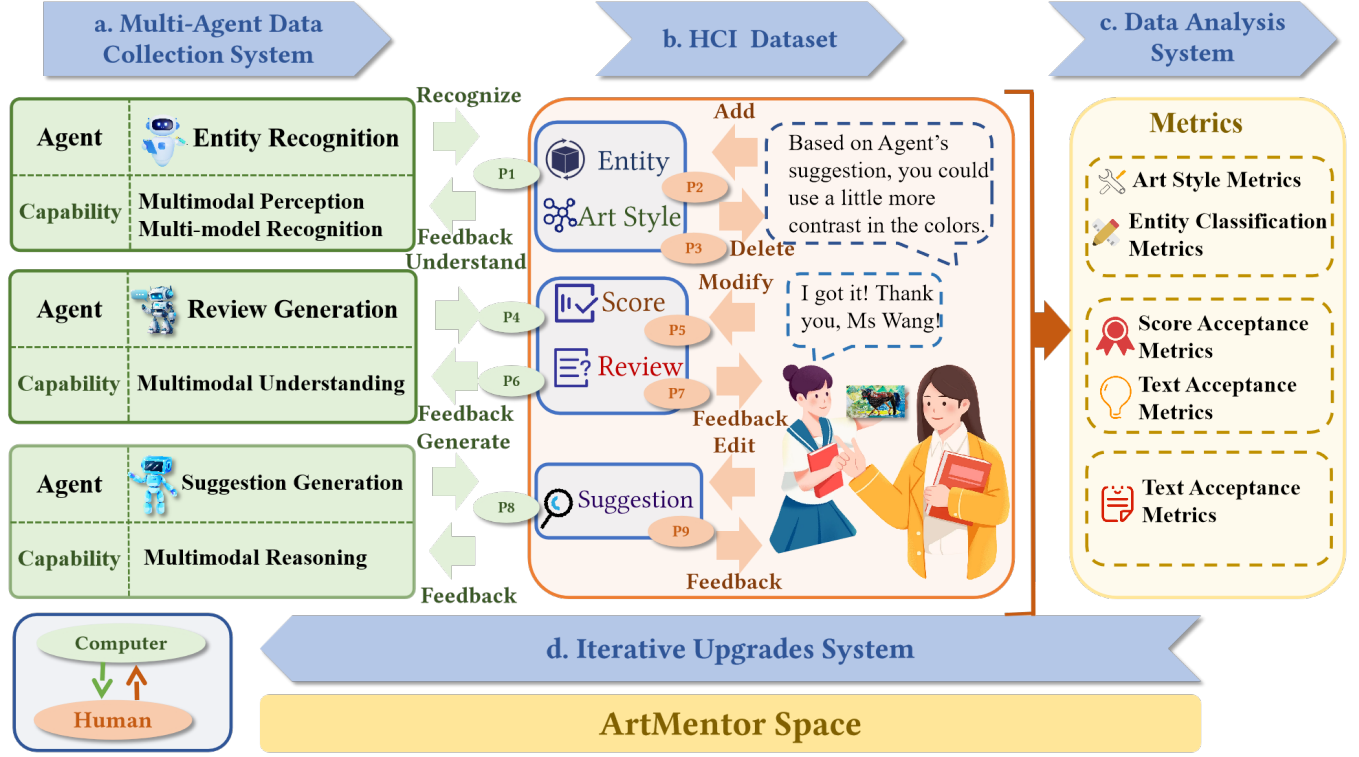 a. Multi-Agent Data
Collection System
b. HCI Dataset
c. Data Analysis
System
Agent
Entity Recognition
Capability
Multimodal Perception
Multi-model Recognition
Agent
Review Generation
Capability
Multimodal Understanding
Agent
Suggestion Generation
Capability
Multimodal Reasoning
Recognize
P1
Feedback
Understand
P4
P6
Feedback
Generate
P8
Feedback
Entity
Art Style
P2
P3
Score
Review
P5
P7
Suggestion
P9
Add
Delete
Modify
Feedback
Edit
Feedback
Based on Agent's
suggestion, you could
use a little more
contrast in the colors.
I got it! Thank
you, Ms Wang!
Metrics
Art Style Metrics
Entity Classification
Metrics
Score Acceptance
Metrics
Text Acceptance
Metrics
Text Acceptance
Metrics
Computer
Human
d. Iterative Upgrades System
ArtMentor Space